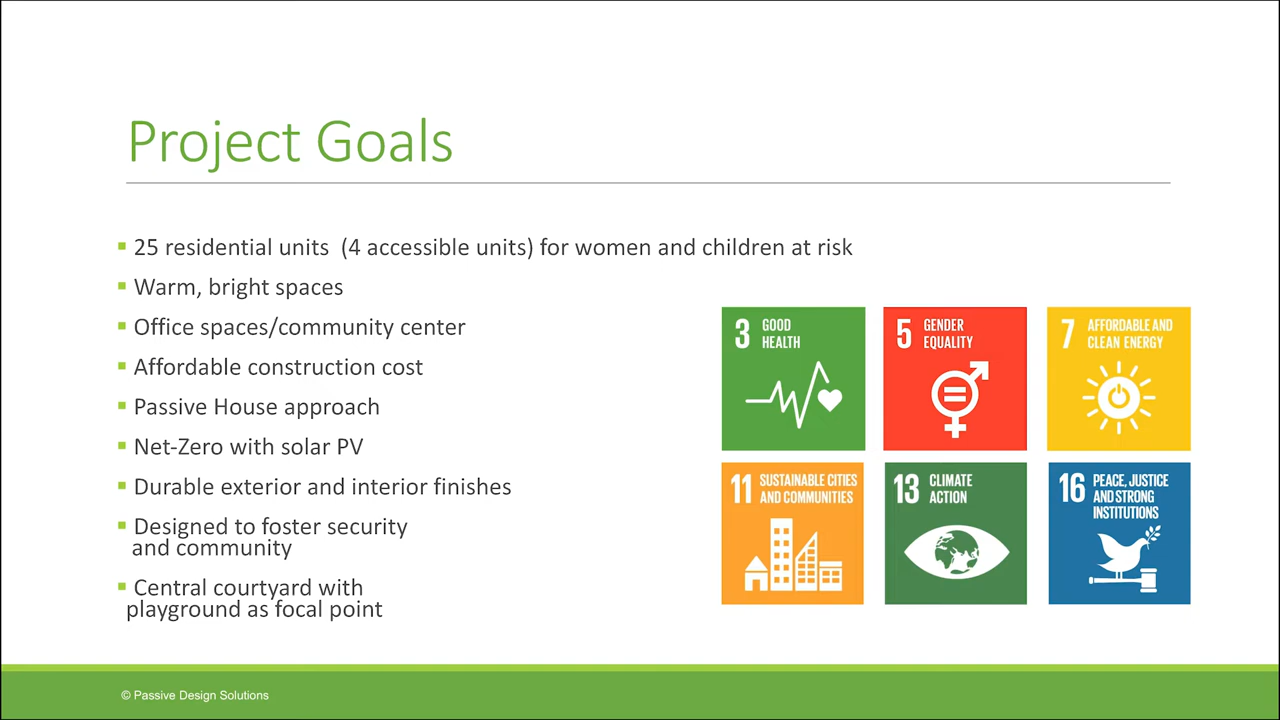 Project Goals
▪ 25 residential units (4 accessible units) for women and children at risk
▪ Warm, bright spaces
▪ Office spaces/community center
▪ Affordable construction cost
▪ Passive House approach
▪ Net-Zero with solar PV
▪ Durable exterior and interior finishes
▪ Designed to foster security
and community
▪ Central courtyard with
playground as focal point
3 GOOD
HEALTH
5 GENDER
EQUALITY
7 AFFORDABLE AND
CLEAN ENERGY
11 SUSTAINABLE CITIES
AND COMMUNITIES
13 CLIMATE
ACTION
16 PEACE, JUSTICE
AND STRONG
INSTITUTIONS
© Passive Design Solutions